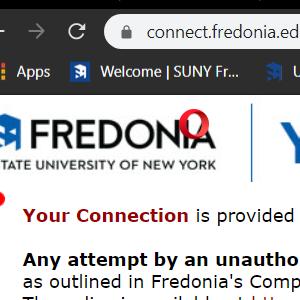 connect.fredonia.ed
Apps Welcome | SUNY Fr...
FREDONIA
STATE UNIVERSITY OF NEW YORK
Your Connection is provided
Any attempt by an unautho
as outlined in Fredonia's Comp